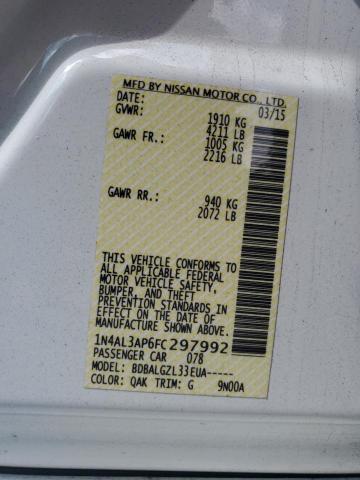 MFD BY NISSAN MOTOR CO., LTD.
DATE: 03/15
GVWR: 1910 KG
4211 LB
GAWR FR.: 1005 KG
2216 LB
GAWR RR.: 940 KG
2072 LB
THIS VEHICLE CONFORMS TO
ALL APPLICABLE FEDERAL
MOTOR VEHICLE SAFETY,
BUMPER, AND THEFT
PREVENTION STANDARDS IN
EFFECT ON THE DATE OF
MANUFACTURE SHOWN ABOVE.
1N4AL3AP6FC297992
PASSENGER CAR 078
MODEL: BDBALGZL33EUA-----
COLOR: QAK TRIM: G 9N00A